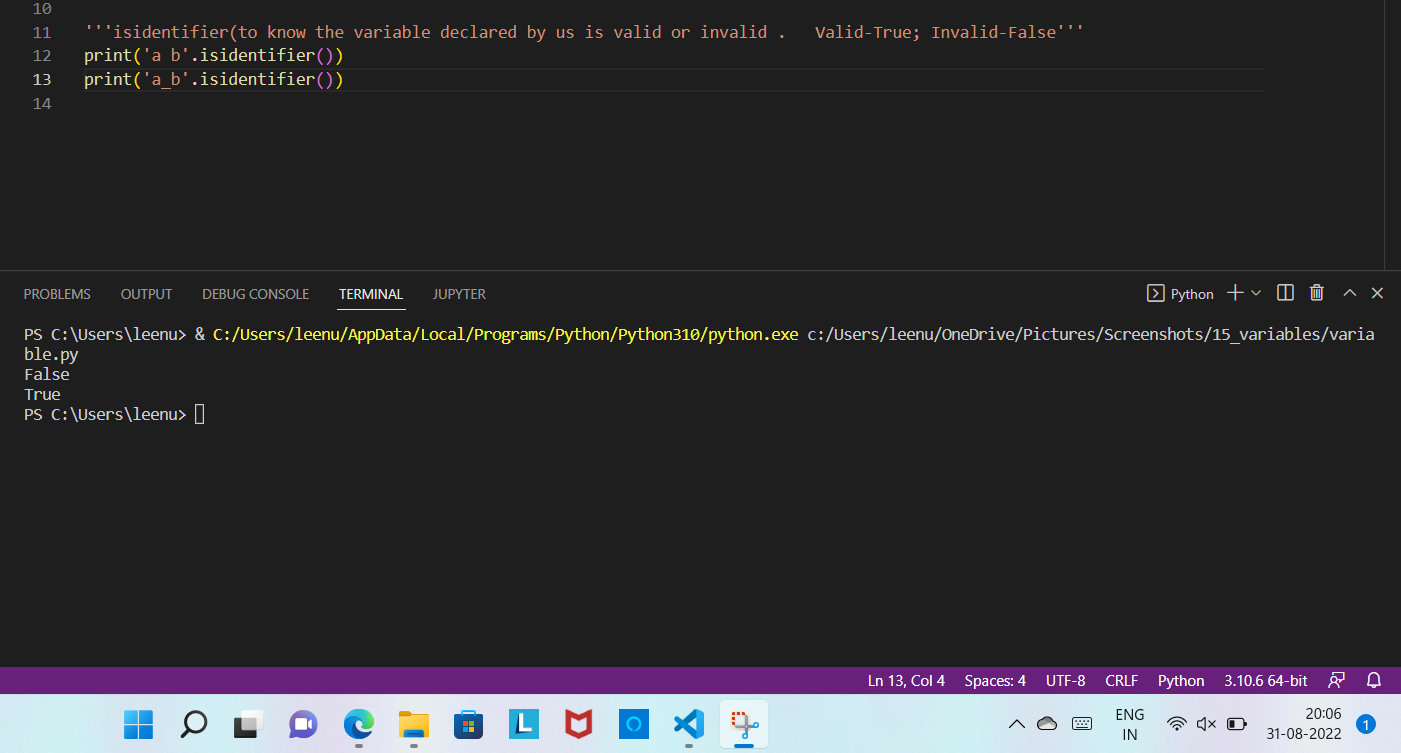 10
11 '''isidentifier(to know the variable declared by us is valid or invalid .   Valid-True; Invalid-False'''
12 print('a b'.isidentifier())
13 print('a_b'.isidentifier())
14
PROBLEMS OUTPUT DEBUG CONSOLE TERMINAL JUPYTER Python
PS C:\Users\leenu> & C:/Users/leenu/AppData/Local/Programs/Python/Python310/python.exe c:/Users/leenu/OneDrive/Pictures/Screenshots/15_variables/varia
ble.py
False
True
PS C:\Users\leenu>
Ln 13, Col 4 Spaces: 4 UTF-8 CRLF Python 3.10.6 64-bit
L
ENG 20:06
IN 31-08-2022 1